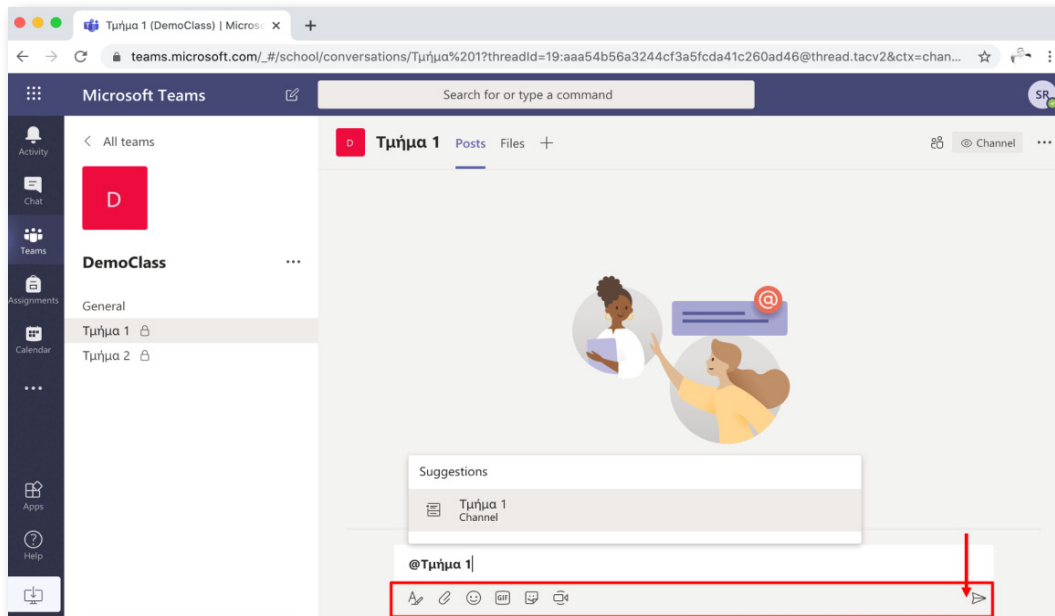 Τμήμα 1 (DemoClass) | Microso
teams.microsoft.com/_#/school/conversations/Τμήμα%201?threadId=19:aaa54b56a3244cf3a5fcda41c260ad46@thread.tacv2&ctx=chan...
Microsoft Teams
Search for or type a command
SR
Activity
Chat
Teams
Assignments
Calendar
Apps
Help
All teams
D
DemoClass
General
Τμήμα 1
Τμήμα 2
D Τμήμα 1 Posts Files
Channel
@
Suggestions
Τμήμα 1
Channel
@Τμήμα 1
GIF